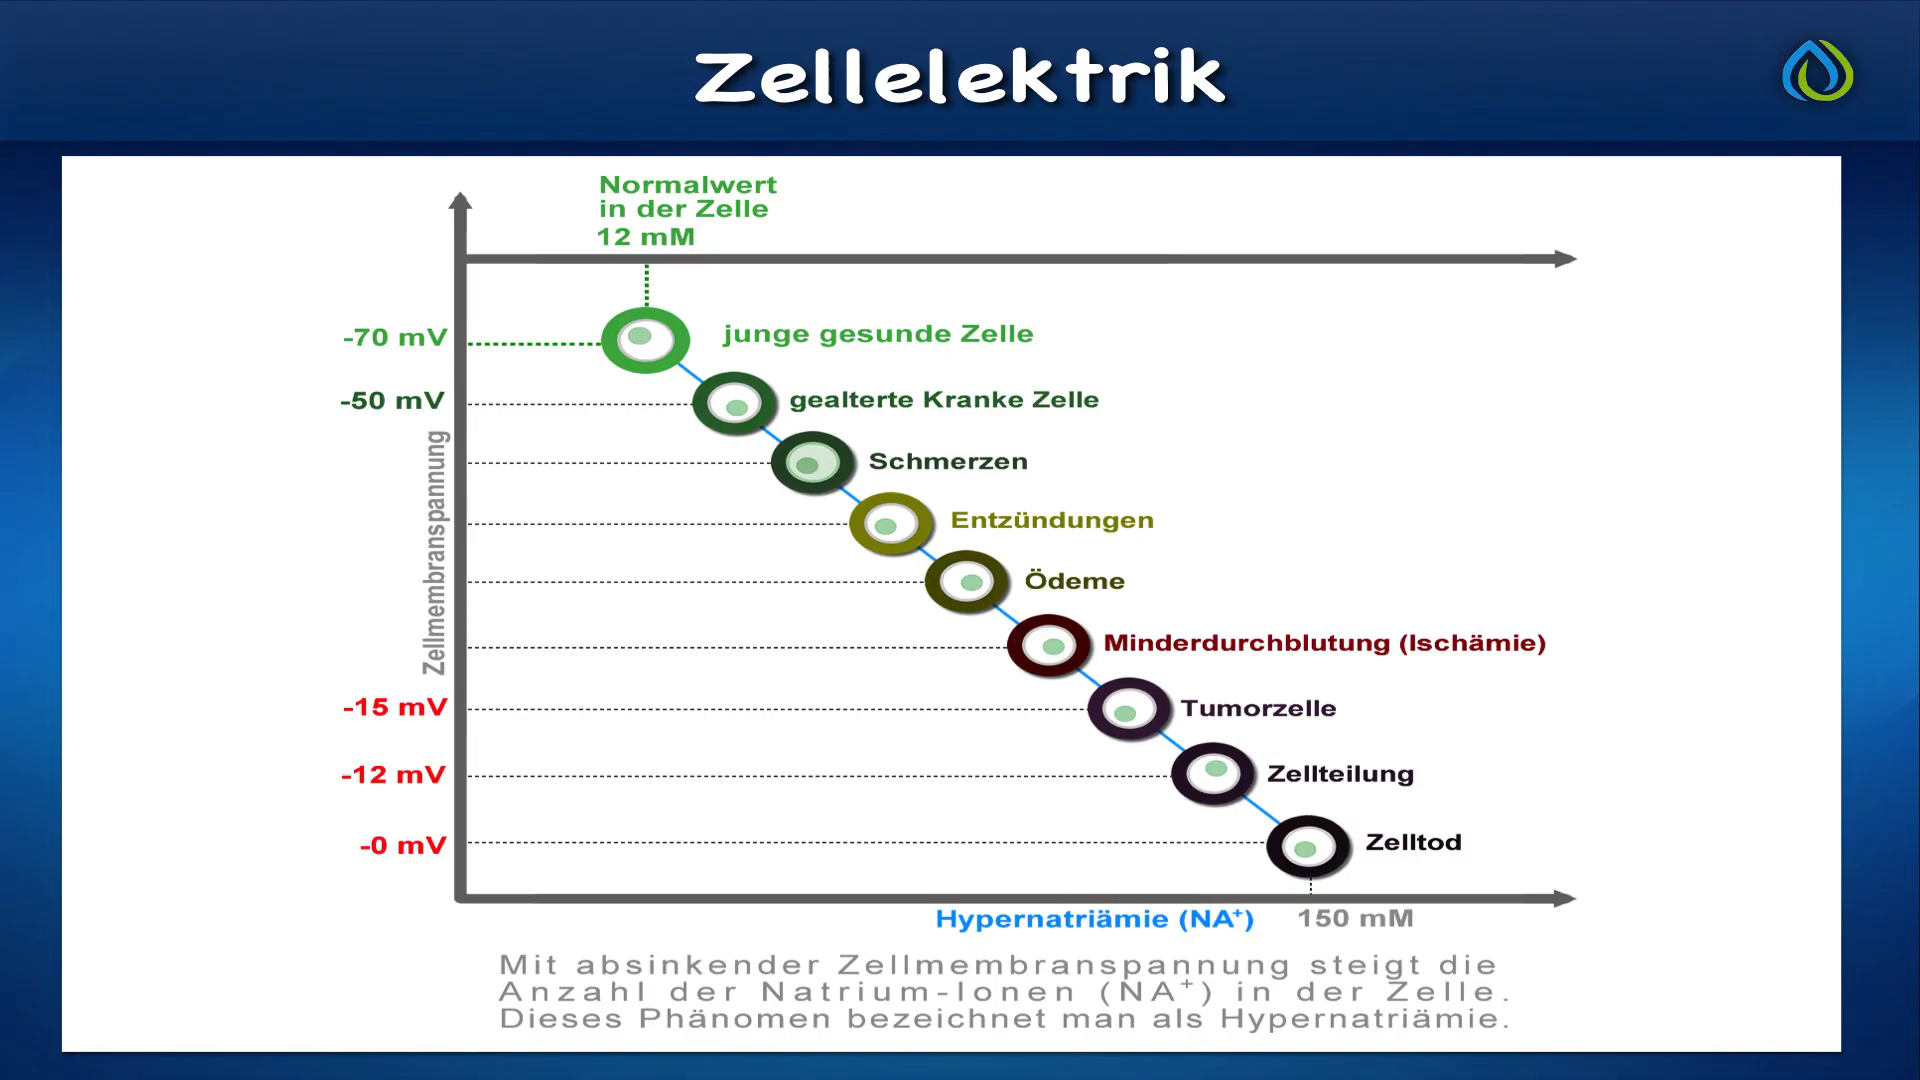 Zellelektrik
Normalwert
in der Zelle
12 mM
-70 mV
junge gesunde Zelle
-50 mV
gealterte Kranke Zelle
Zellmembranspannung
Schmerzen
Entzündungen
Ödeme
Minderdurchblutung (Ischämie)
-15 mV
Tumorzelle
-12 mV
Zellteilung
-0 mV
Zelltod
Hypernatriämie (NA⁺)
150 mM
Mit absinkender Zellmembranspannung steigt die
Anzahl der Natrium-Ionen (NA⁺) in der Zelle.
Dieses Phänomen bezeichnet man als Hypernatriämie.